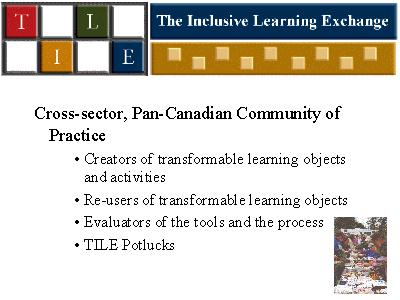 T L
I E
The Inclusive Learning Exchange
Cross-sector, Pan-Canadian Community of
Practice
• Creators of transformable learning objects
and activities
• Re-users of transformable learning objects
• Evaluators of the tools and the process
• TILE Potlucks